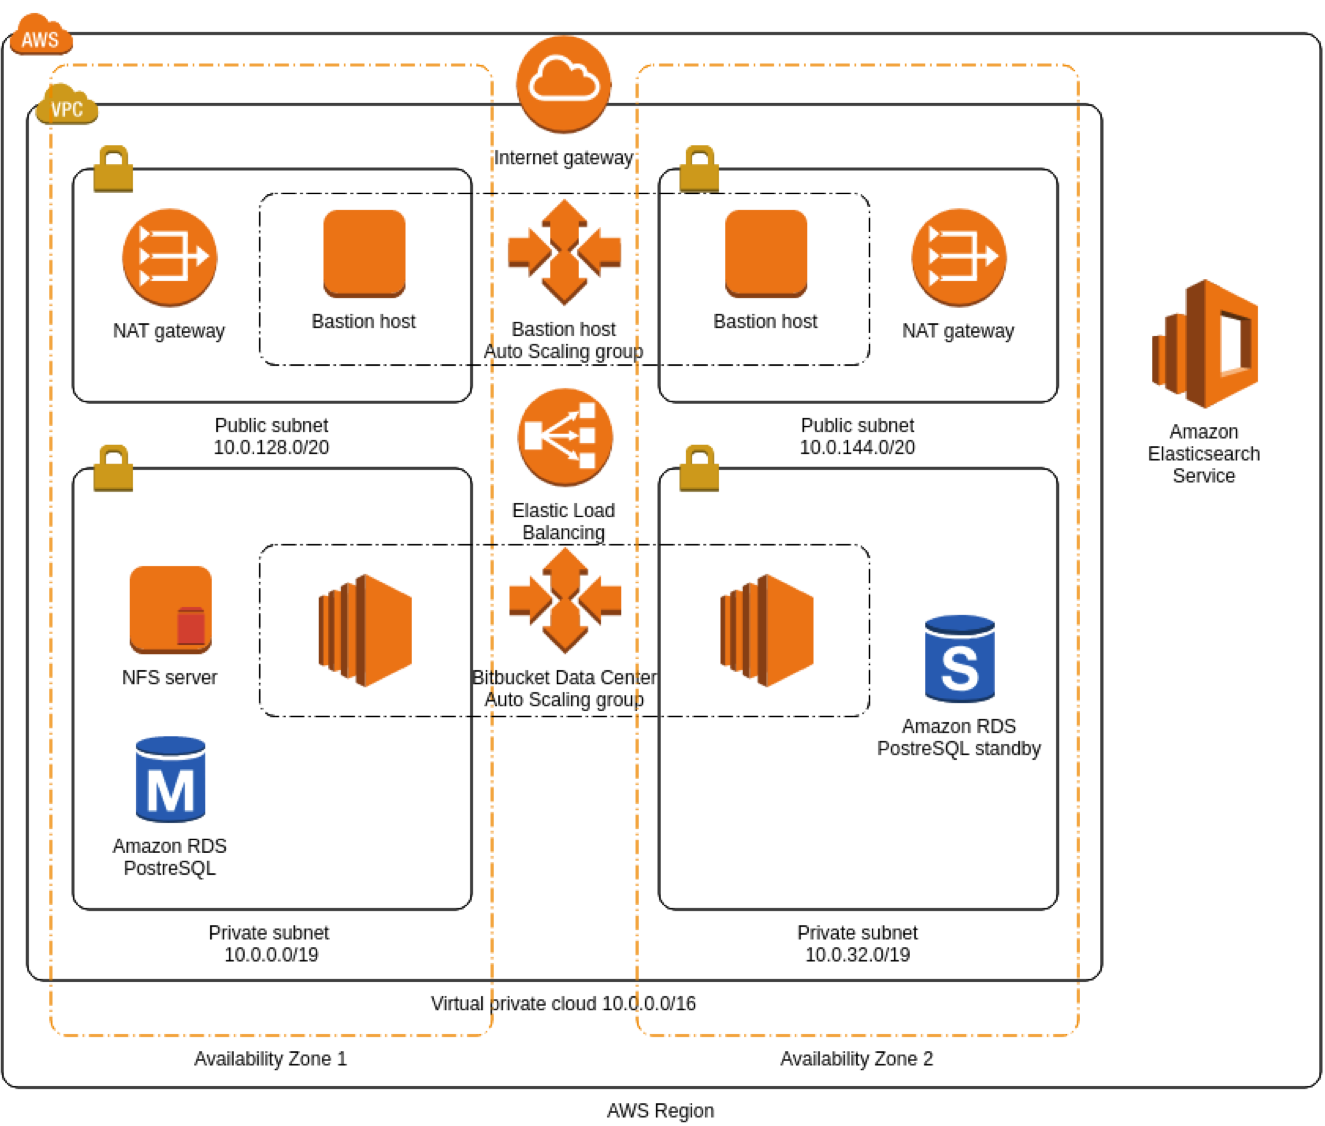 AWS
VPC
Internet gateway
NAT gateway
Bastion host
Bastion host
Auto Scaling group
Bastion host
NAT gateway
Public subnet
10.0.128.0/20
Public subnet
10.0.144.0/20
Amazon
Elasticsearch
Service
Elastic Load
Balancing
NFS server
Bitbucket Data Center
Auto Scaling group
S
Amazon RDS
PostreSQL standby
M
Amazon RDS
PostreSQL
Private subnet
10.0.0.0/19
Private subnet
10.0.32.0/19
Virtual private cloud 10.0.0.0/16
Availability Zone 1
Availability Zone 2
AWS Region